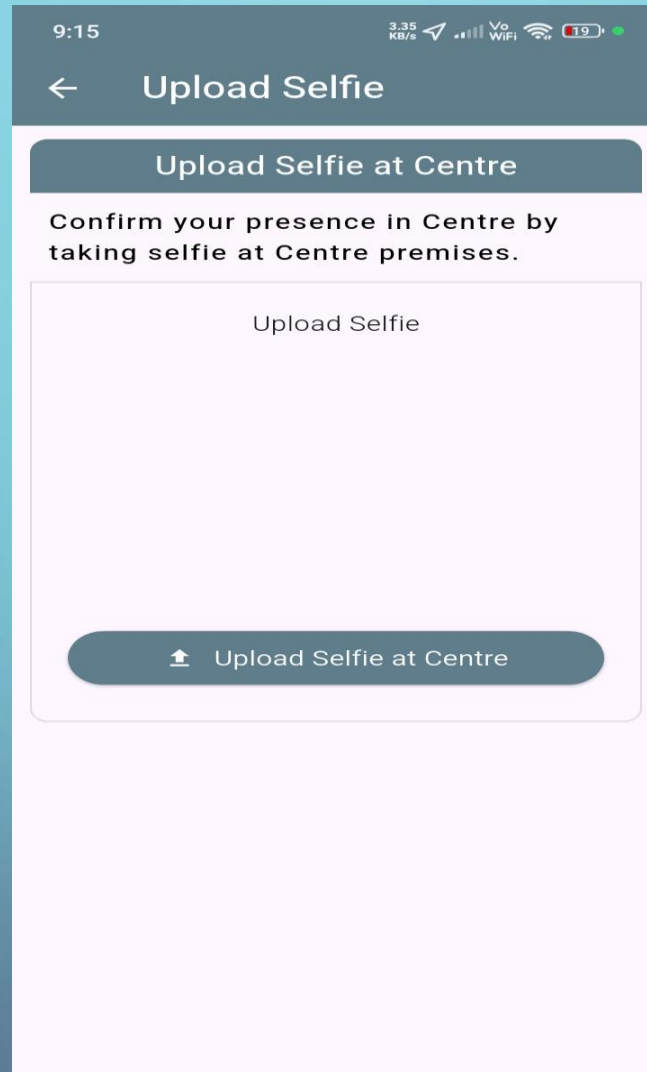 9:15
3.35
KB/s
Vo
WiFi
19
Upload Selfie
Upload Selfie at Centre
Confirm your presence in Centre by
taking selfie at Centre premises.
Upload Selfie
Upload Selfie at Centre